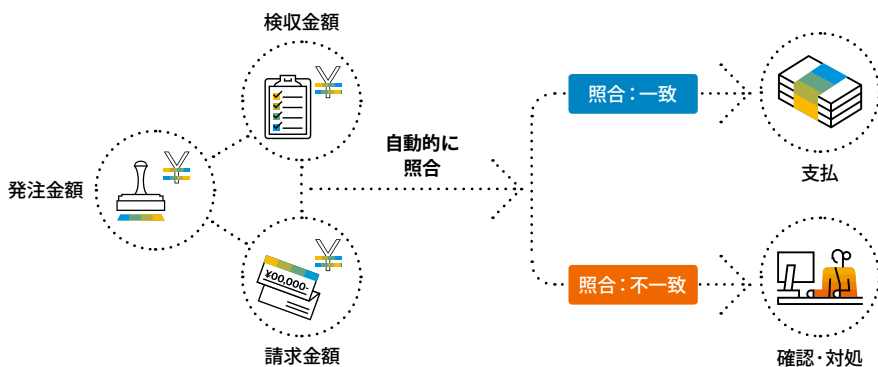 検収金額
¥
発注金額
¥
自動的に
照合
照合：一致
支払
¥
¥00,000-
請求金額
照合：不一致
確認・対処